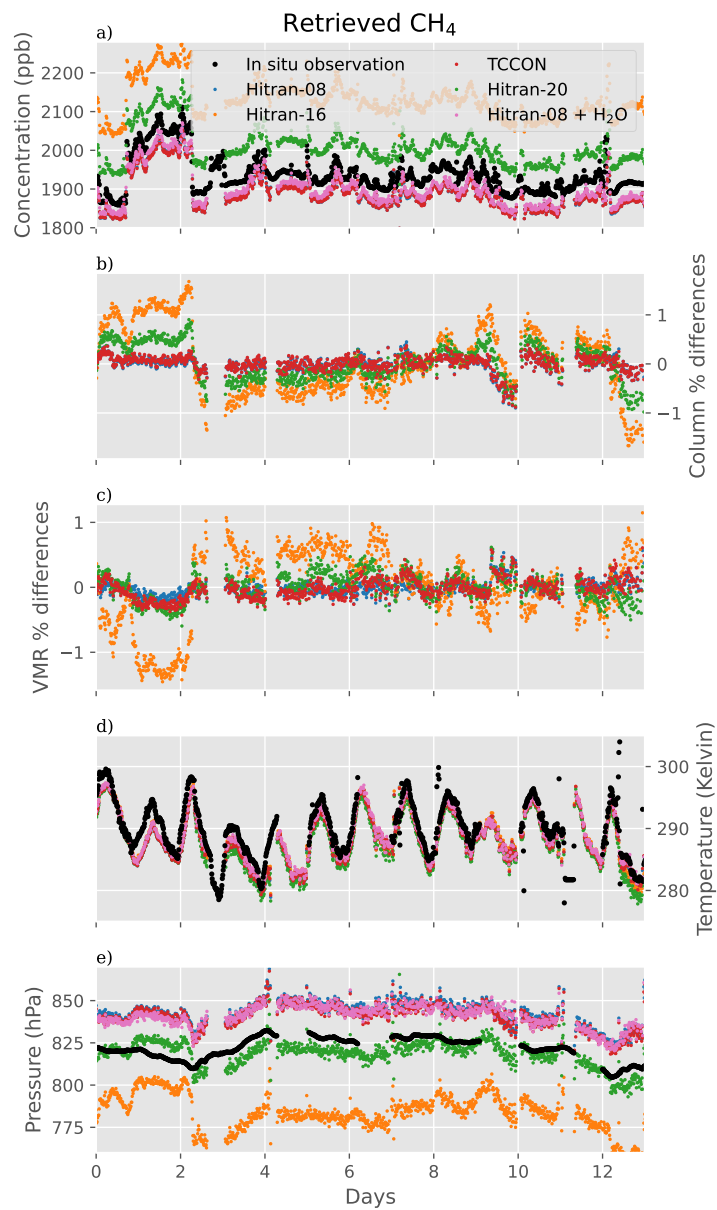 Retrieved CH₄
a)
Concentration (ppb)
2200
2100
2000
1900
1800
In situ observation
Hitran-08
Hitran-16
TCCON
Hitran-20
Hitran-08 + H₂O
b)
Column % differences
1
0
−1
c)
VMR % differences
1
0
−1
d)
Temperature (Kelvin)
300
290
280
e)
Pressure (hPa)
850
825
800
775
0 2 4 6 8 10 12
Days